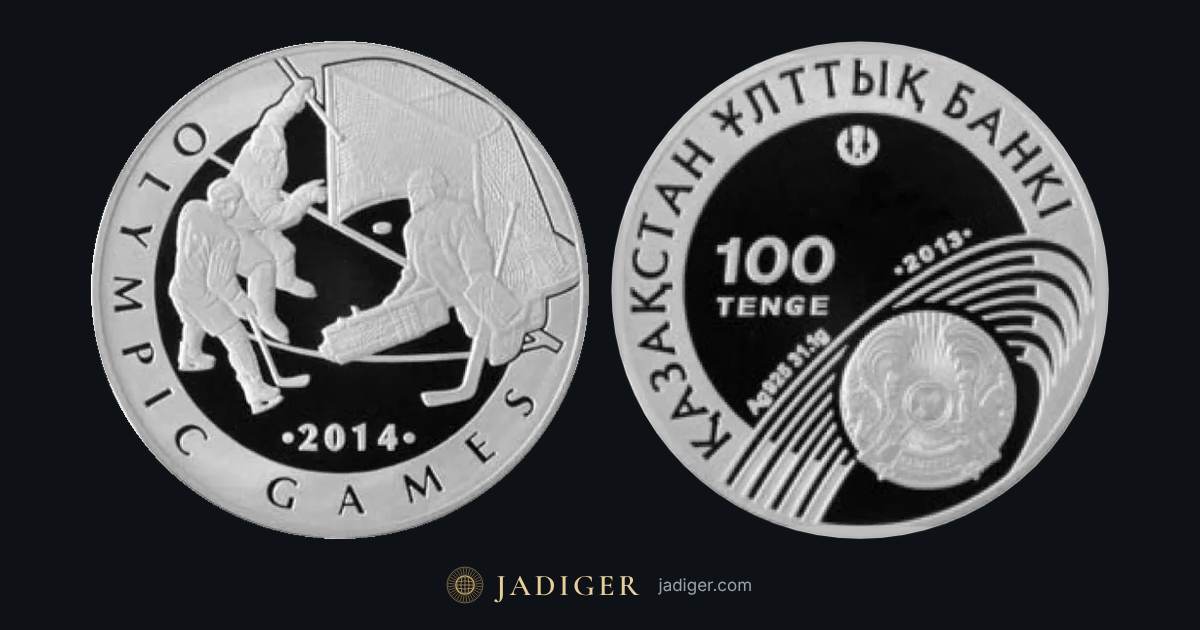 OLYMPIC GAMES
•2014•
ҚАЗАҚСТАН ҰЛТТЫҚ БАНКІ
100
TENGE
•2013•
Ag925 31.1g
JADIGER
jadiger.com